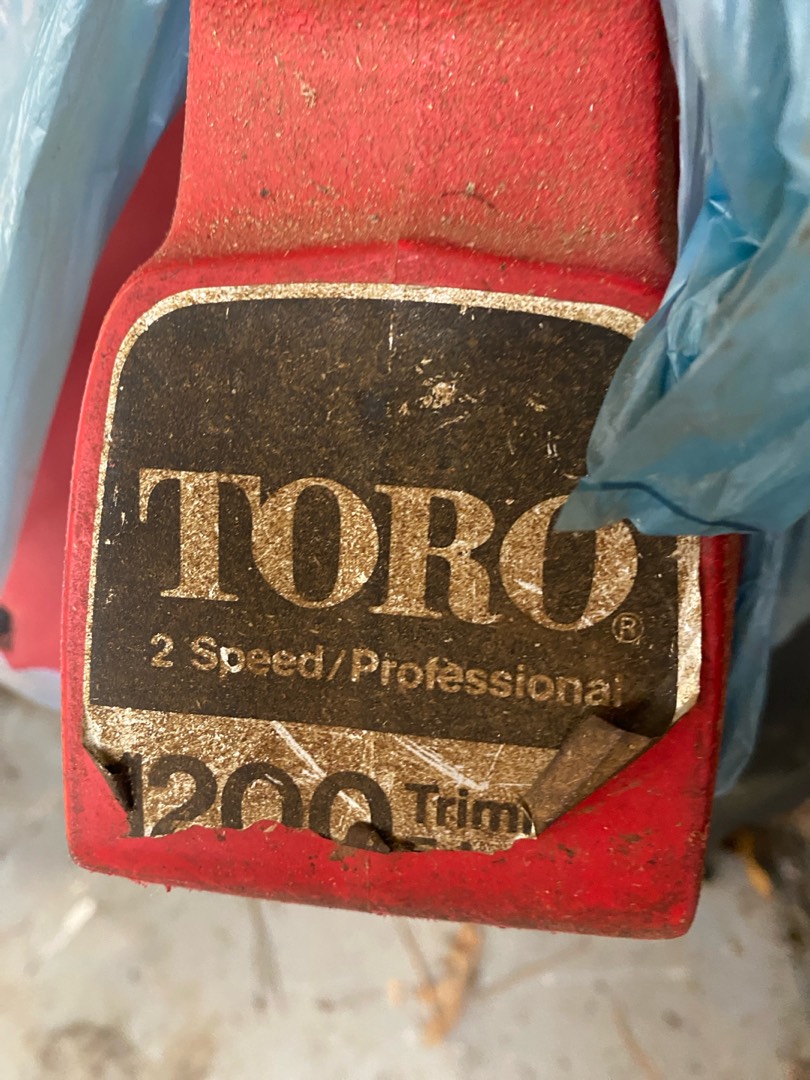 TORO®
2 Speed/Professional
1200 Trim